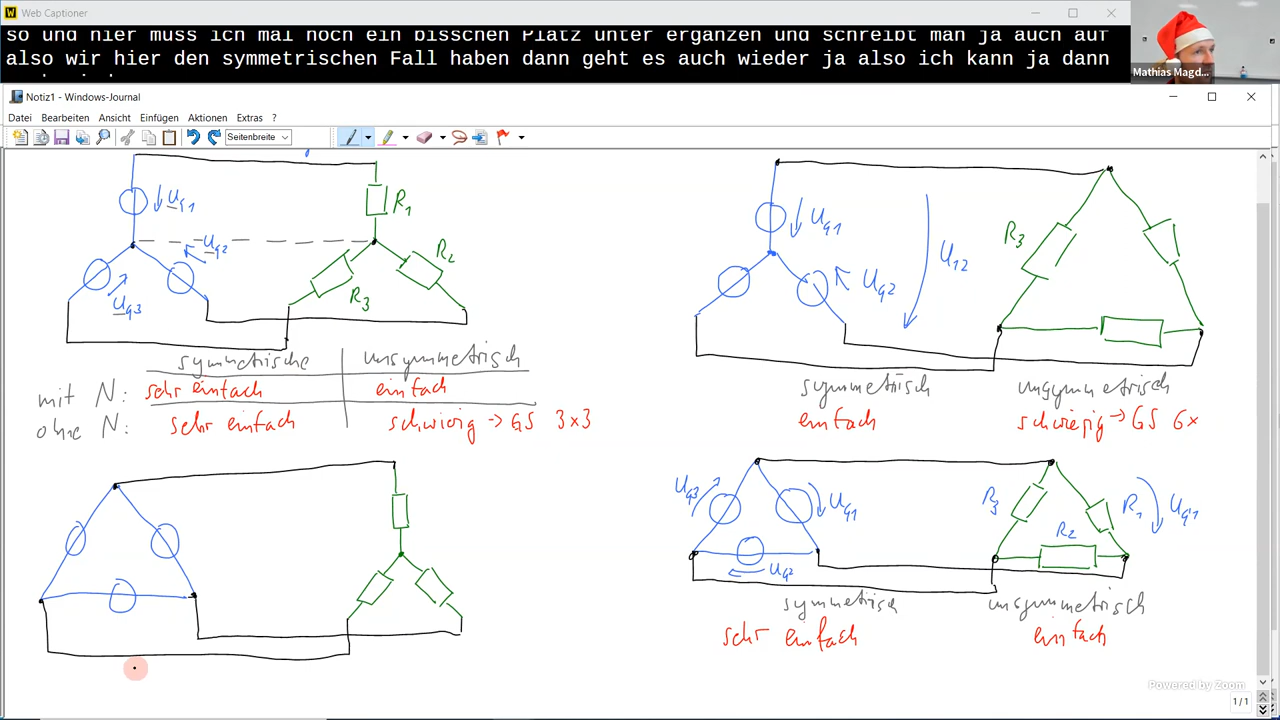 Web Captioner
so und hier muss ich mal noch ein bisschen Platz unter ergänzen und schreibt man ja auch auf
also wir hier den symmetrischen Fall haben dann geht es auch wieder ja also ich kann ja dann
Mathias Magd...
Notiz1 - Windows-Journal
Datei Bearbeiten Ansicht Einfügen Aktionen Extras ?
Seitenbreite
Uq1
R1
Uq2
R2
Uq3
R3
symmetrische unsymmetrisch
mit N: sehr einfach einfach
ohne N: sehr einfach schwierig → GS 3x3
Uq1
U12
Uq2
R3
symmetrisch unsymmetrisch
einfach schwierig → GS 6x
Uq3
Uq1
Uq2
R3
R1
Uq1
R2
symmetrisch unsymmetrisch
sehr einfach einfach
Recorded by Zoom
1/1